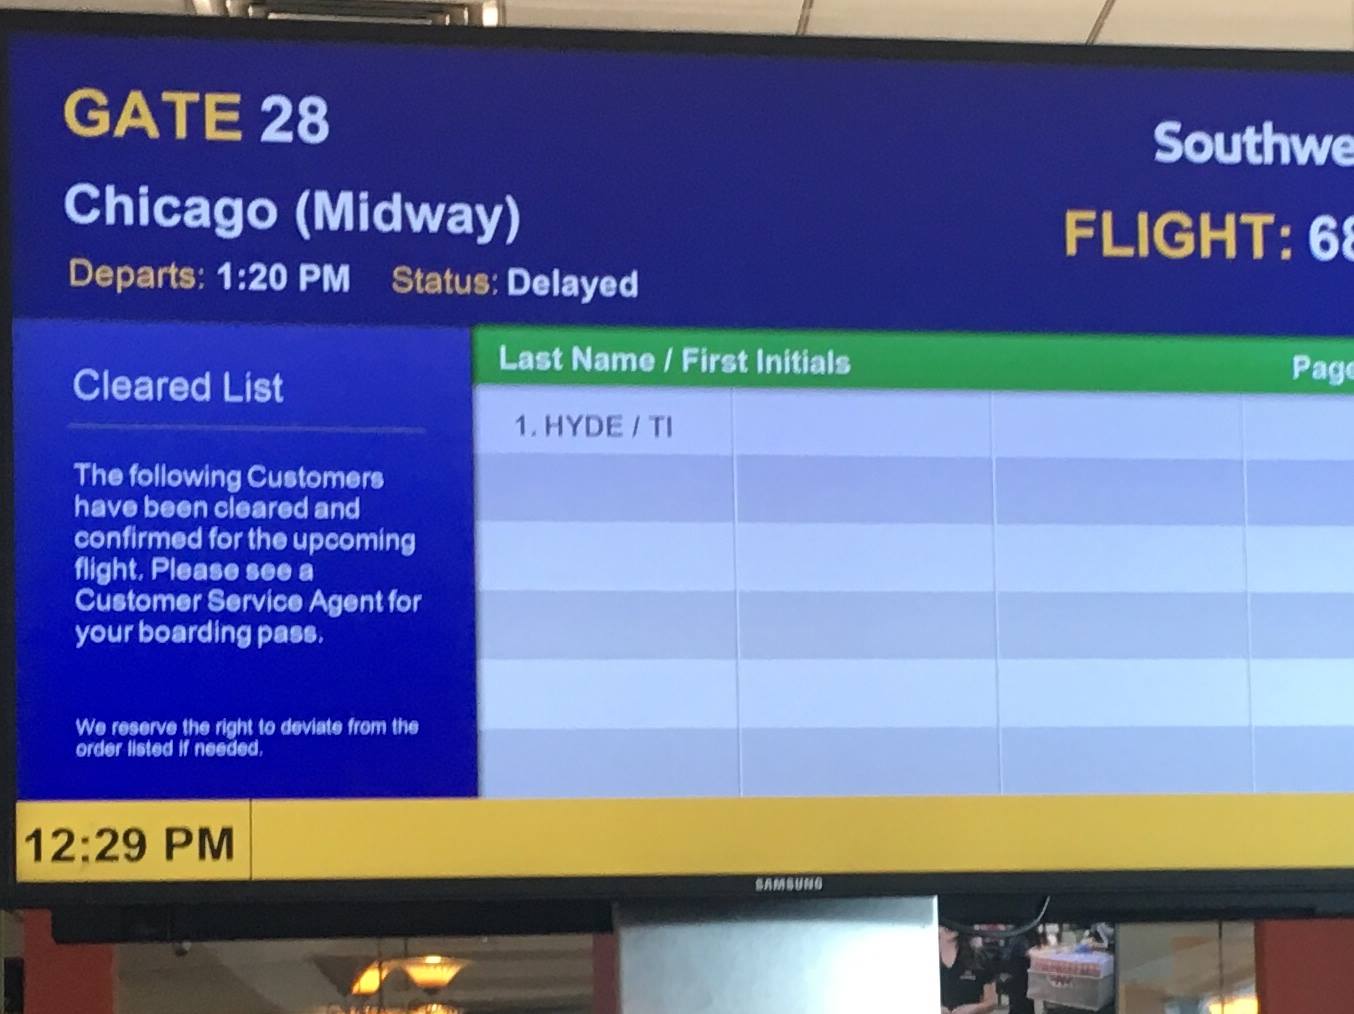 GATE 28
Southwe
Chicago (Midway)
FLIGHT: 68
Departs: 1:20 PM Status: Delayed
Cleared List
The following Customers
have been cleared and
confirmed for the upcoming
flight. Please see a
Customer Service Agent for
your boarding pass.
We reserve the right to deviate from the
order listed if needed.
Last Name / First Initials
Page
1. HYDE / TI
12:29 PM
SAMSUNG